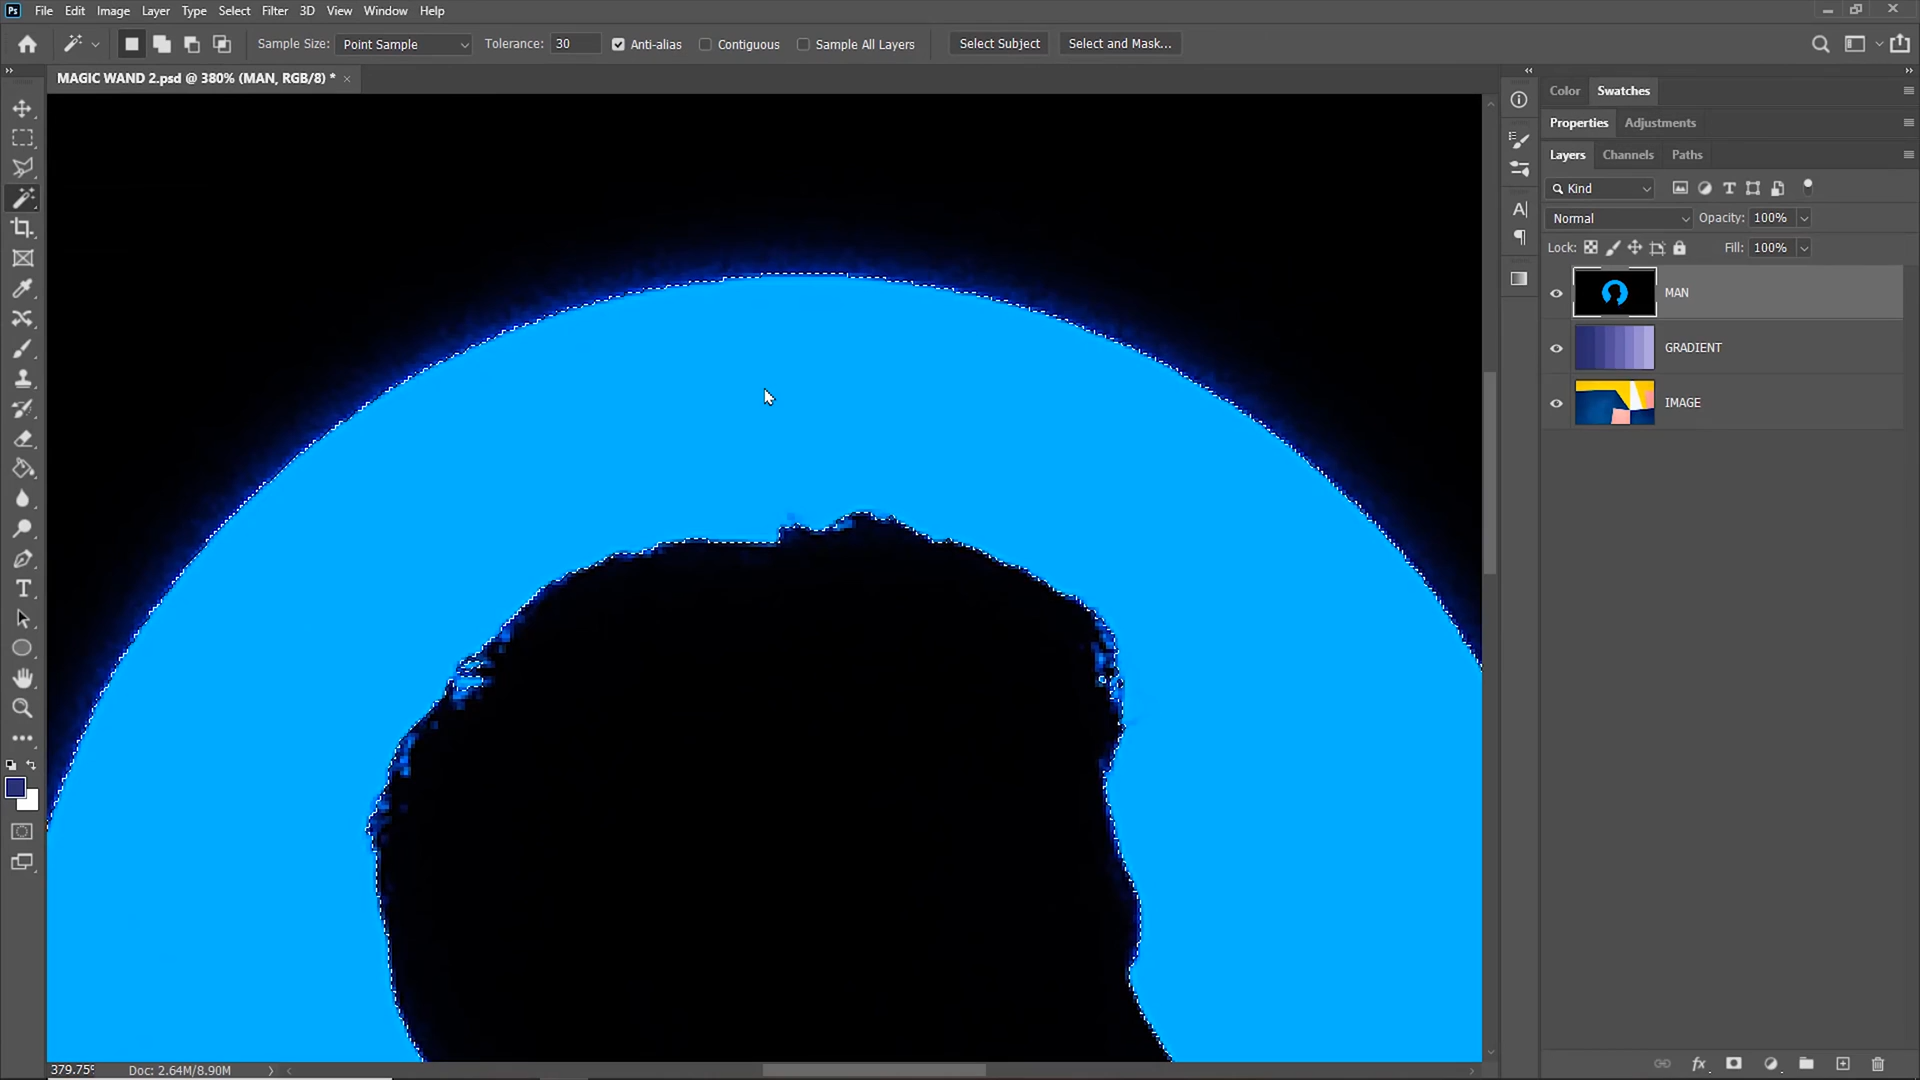 Ps File Edit Image Layer Type Select Filter 3D View Window Help
Sample Size: Point Sample Tolerance: 30 Anti-alias Contiguous Sample All Layers Select Subject Select and Mask...
MAGIC WAND 2.psd @ 380% (MAN, RGB/8) * ×
Color Swatches
Properties Adjustments
Layers Channels Paths
Kind
Normal Opacity: 100%
Lock: Fill: 100%
MAN
GRADIENT
IMAGE
379.75% Doc: 2.64M/8.90M